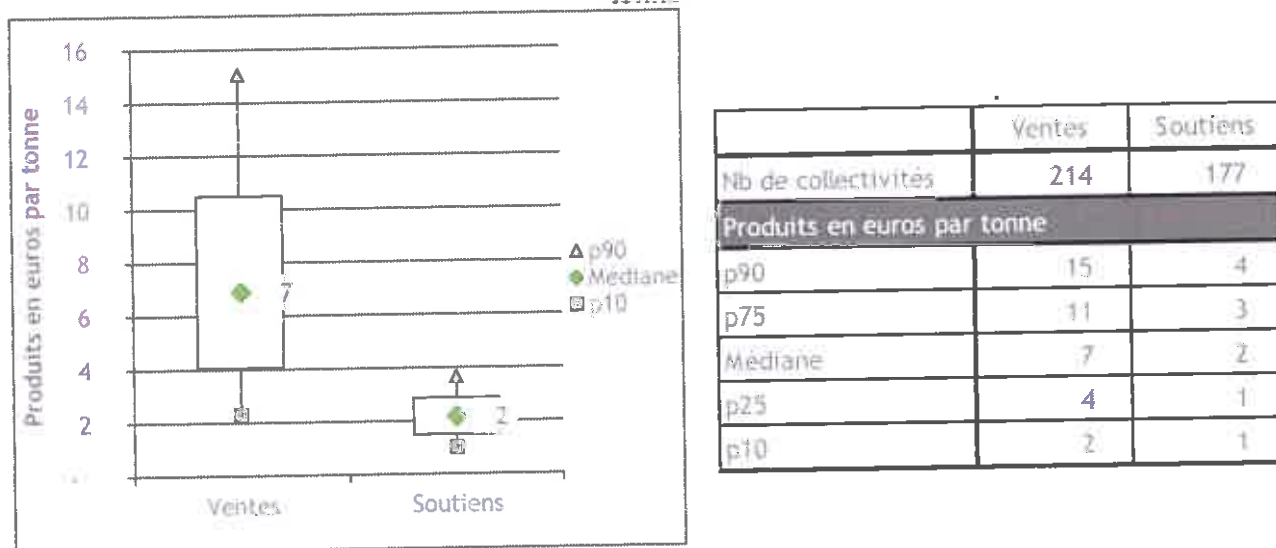 Produits en euros par tonne
16
14
12
10
8
6
4
2
7
2
Ventes Soutiens
p90
Médiane
p10
Ventes Soutiens
Nb de collectivités 214 177
Produits en euros par tonne
p90 15 4
p75 11 3
Médiane 7 2
p25 4 1
p10 2 1